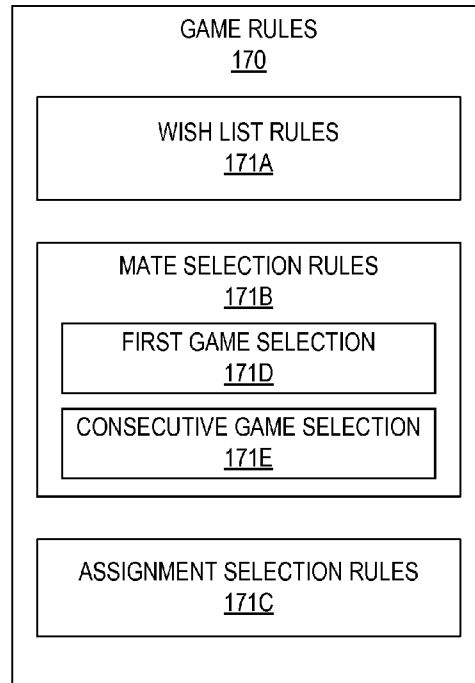 GAME RULES
170
WISH LIST RULES
171A
MATE SELECTION RULES
171B
FIRST GAME SELECTION
171D
CONSECUTIVE GAME SELECTION
171E
ASSIGNMENT SELECTION RULES
171C